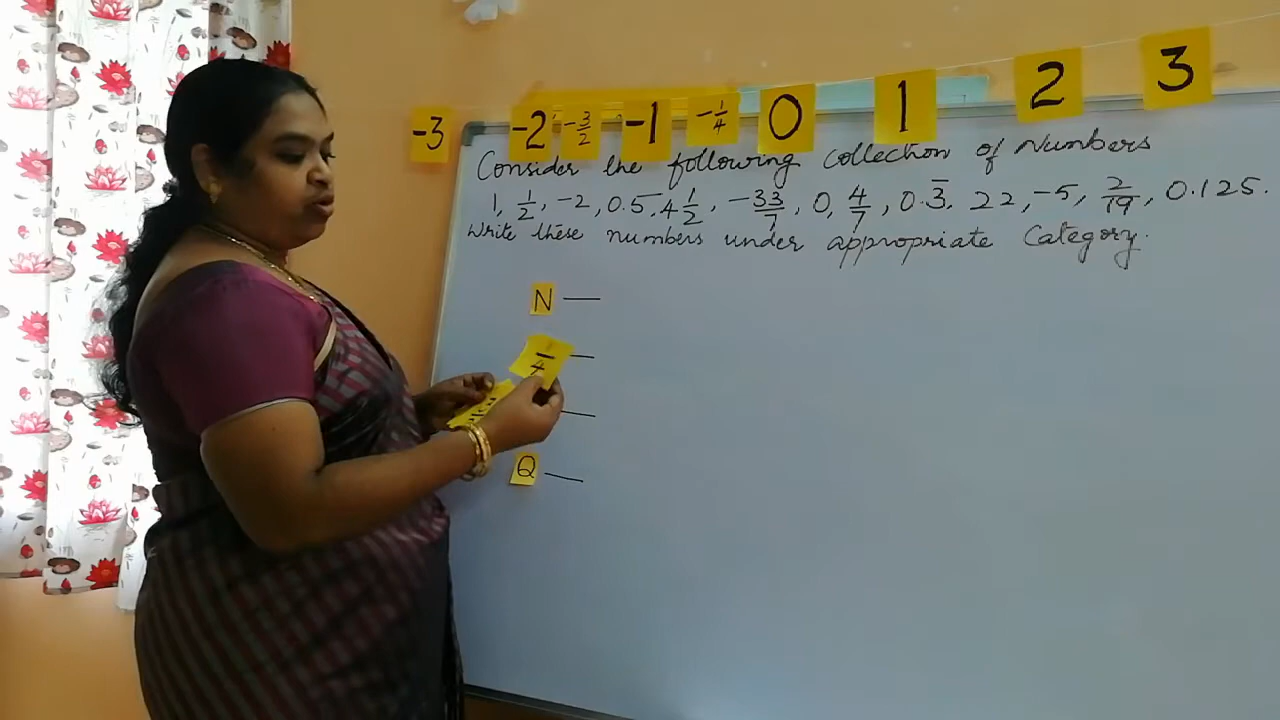 -3 -2 -3/2 -1 -1/4 0 1 2 3
Consider the following Collection of Numbers
1, 1/2, -2, 0.5, 4 1/2, -33/7, 0, 4/7, 0.3̅, 22, -5, 2/19, 0.125.
Write these numbers under appropriate Category.
N —
4 —
—
Q —